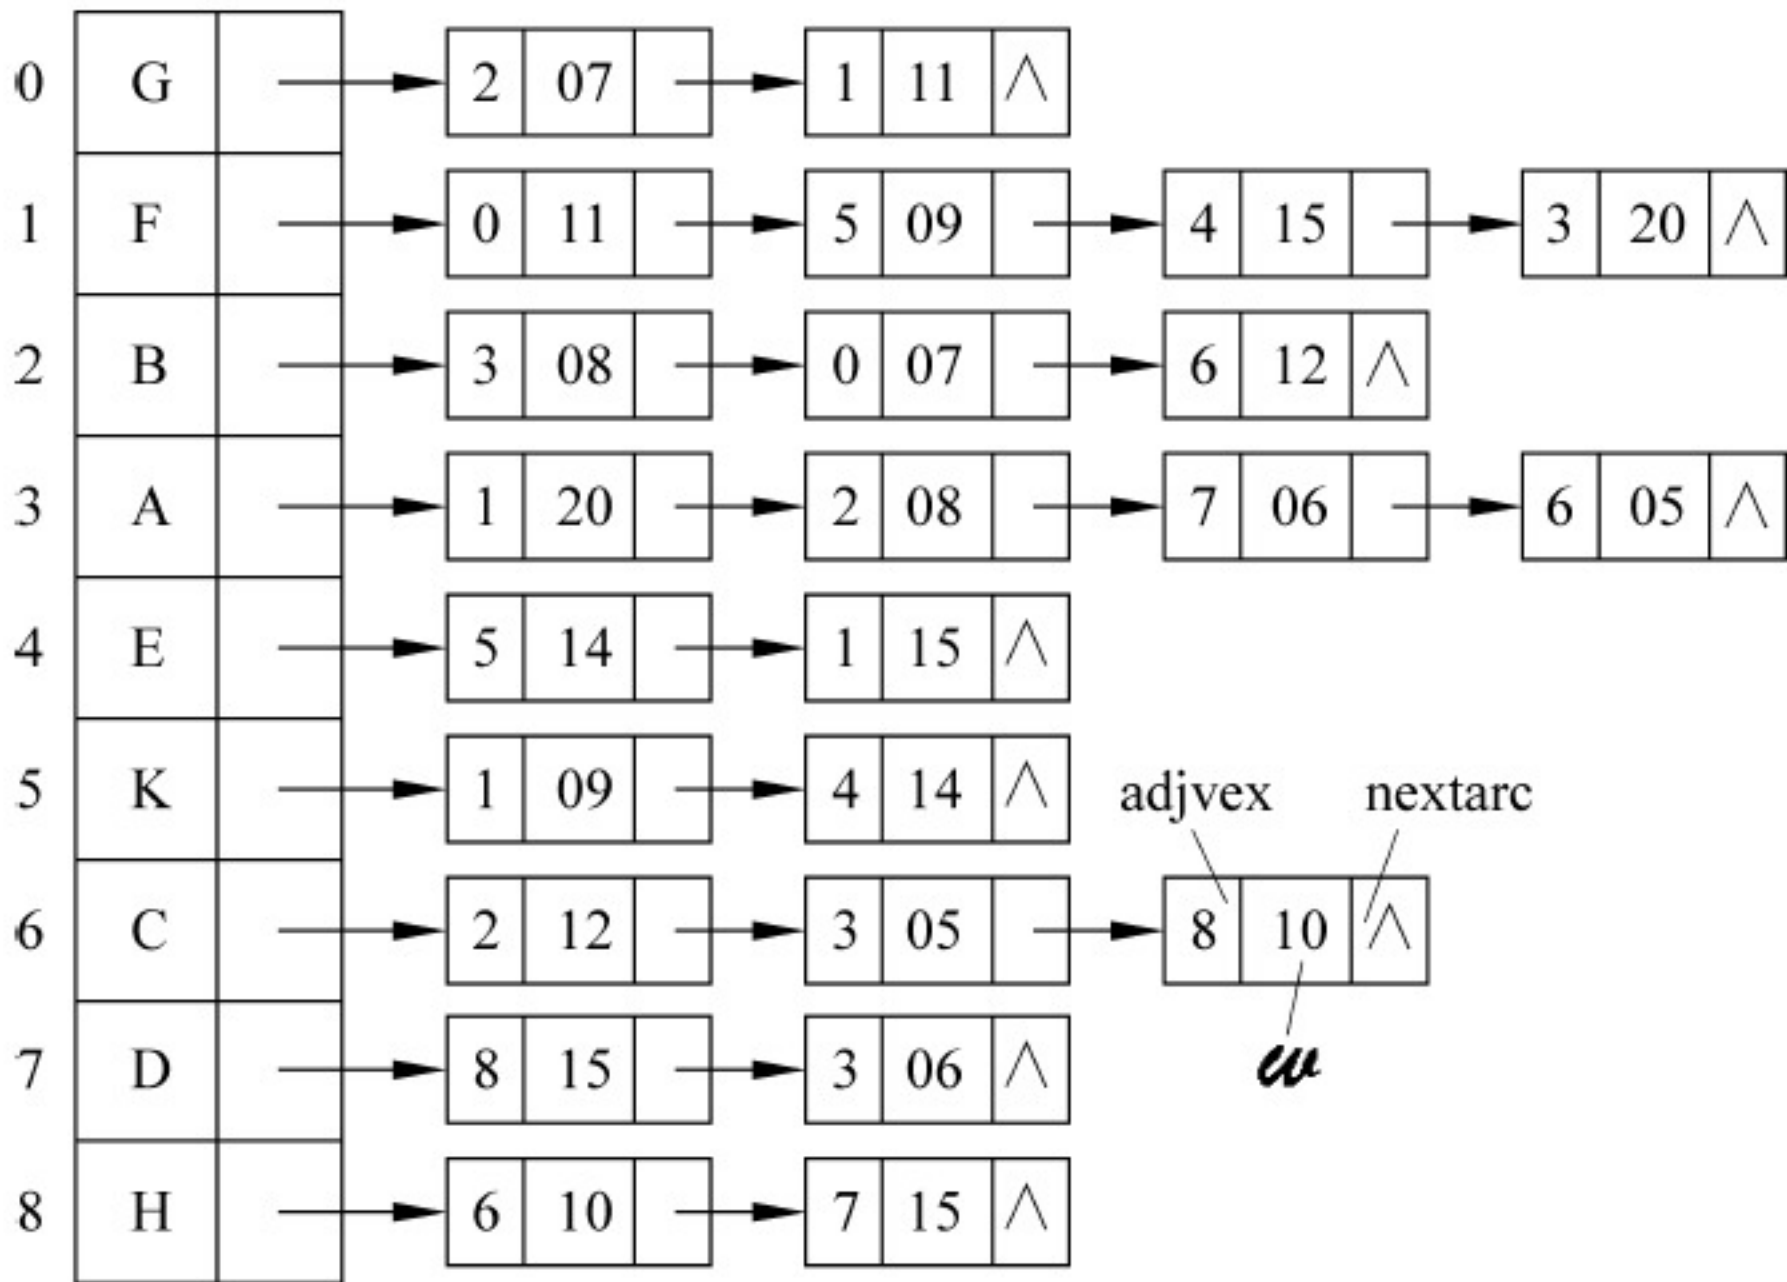 0 G 2 07 1 11 ∧
1 F 0 11 5 09 4 15 3 20 ∧
2 B 3 08 0 07 6 12 ∧
3 A 1 20 2 08 7 06 6 05 ∧
4 E 5 14 1 15 ∧
5 K 1 09 4 14 ∧
adjvex nextarc
6 C 2 12 3 05 8 10 ∧
7 D 8 15 3 06 ∧
8 H 6 10 7 15 ∧